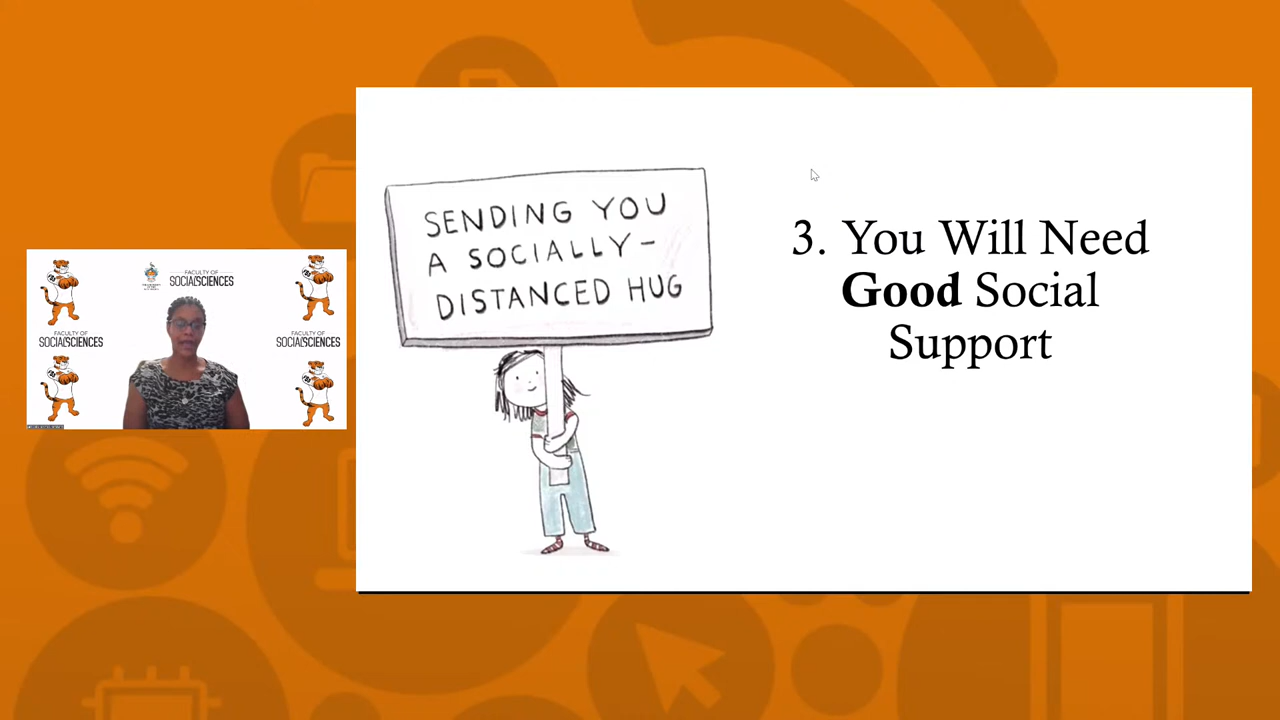 FACULTY OF
SOCIALSCIENCES
FACULTY OF
SOCIALSCIENCES
FACULTY OF
SOCIALSCIENCES
SENDING YOU
A SOCIALLY-
DISTANCED HUG
3. You Will Need
Good Social
Support